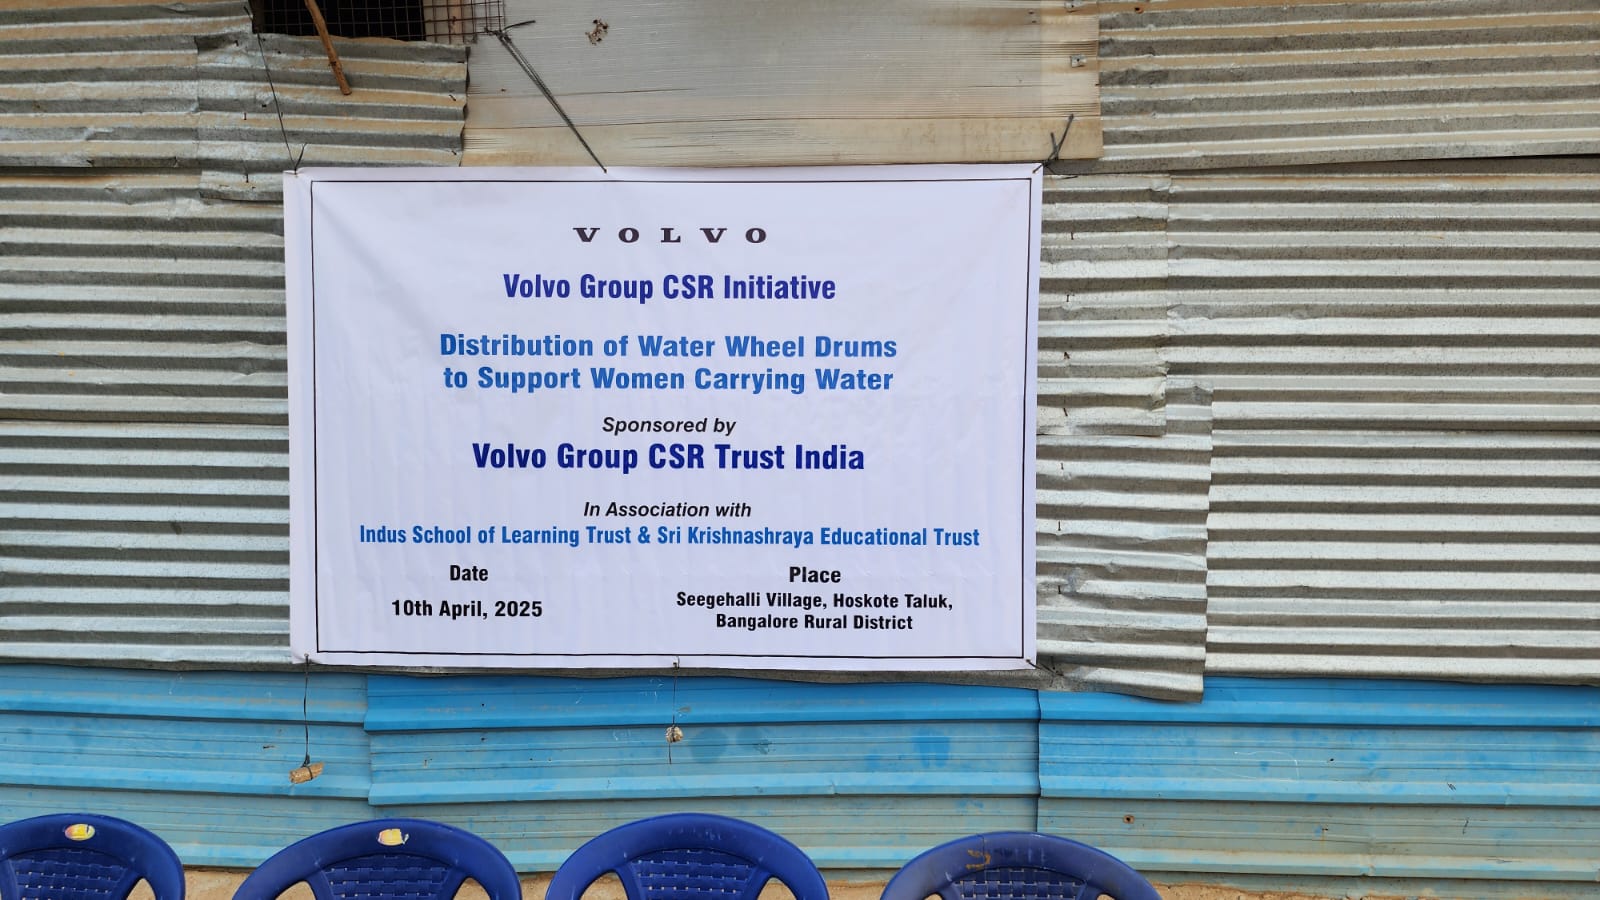 VOLVO
Volvo Group CSR Initiative
Distribution of Water Wheel Drums
to Support Women Carrying Water
Sponsored by
Volvo Group CSR Trust India
In Association with
Indus School of Learning Trust & Sri Krishnashraya Educational Trust
Date
10th April, 2025
Place
Seegehalli Village, Hoskote Taluk,
Bangalore Rural District